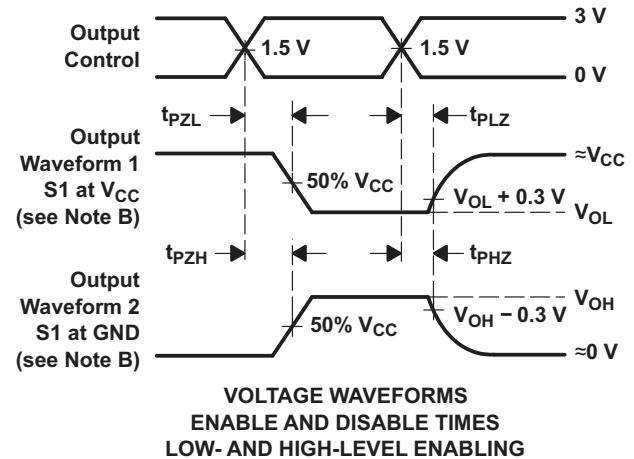 Output
Control
3 V
1.5 V
1.5 V
0 V
tPZL
tPLZ
Output
Waveform 1
S1 at VCC
(see Note B)
≈VCC
50% VCC
VOL + 0.3 V
VOL
tPZH
tPHZ
Output
Waveform 2
S1 at GND
(see Note B)
VOH
VOH − 0.3 V
50% VCC
≈0 V
VOLTAGE WAVEFORMS
ENABLE AND DISABLE TIMES
LOW- AND HIGH-LEVEL ENABLING